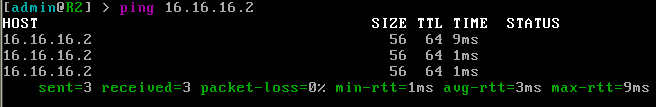 [admin@R2] > ping 16.16.16.2
HOST SIZE TTL TIME STATUS
16.16.16.2 56 64 9ms
16.16.16.2 56 64 1ms
16.16.16.2 56 64 1ms
sent=3 received=3 packet-loss=0% min-rtt=1ms avg-rtt=3ms max-rtt=9ms